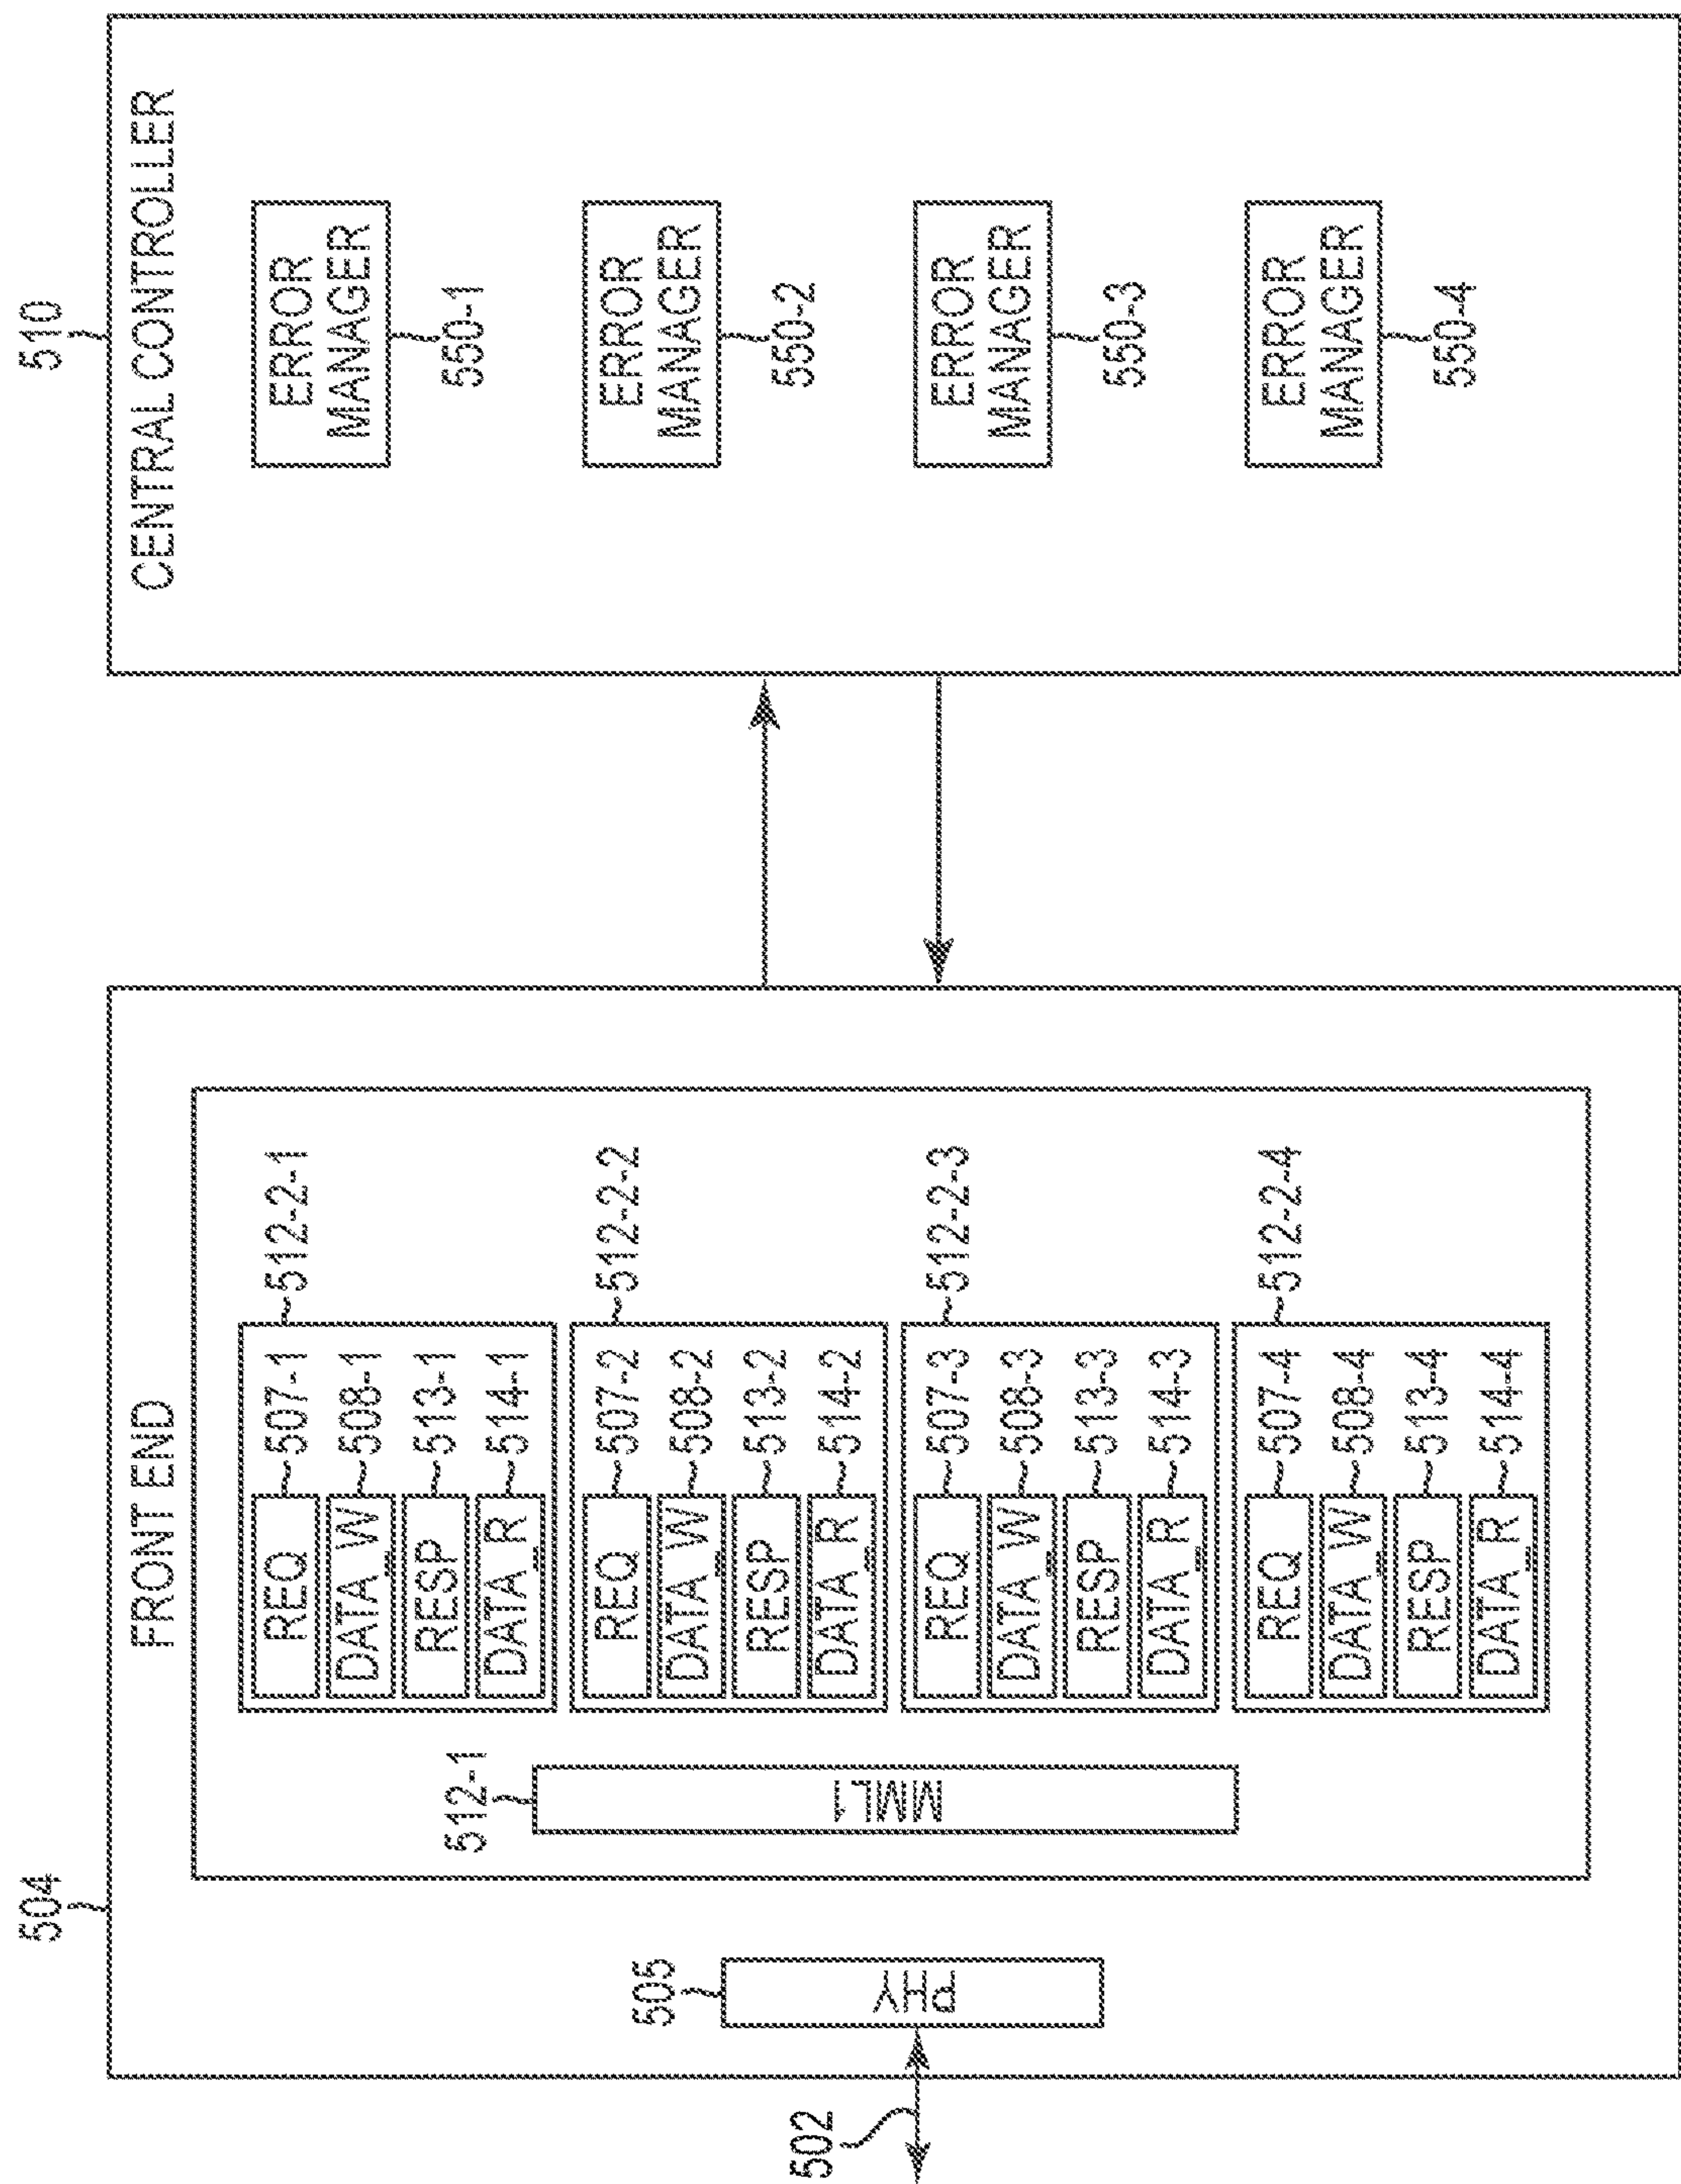 504
FRONT END
502
505
PHY
512-1
MML1
REQ
507-1
DATA_W
508-1
RESP
513-1
DATA_R
514-1
512-2-1
REQ
507-2
DATA_W
508-2
RESP
513-2
DATA_R
514-2
512-2-2
REQ
507-3
DATA_W
508-3
RESP
513-3
DATA_R
514-3
512-2-3
REQ
507-4
DATA_W
508-4
RESP
513-4
DATA_R
514-4
512-2-4
510
CENTRAL CONTROLLER
ERROR
MANAGER
550-1
ERROR
MANAGER
550-2
ERROR
MANAGER
550-3
ERROR
MANAGER
550-4